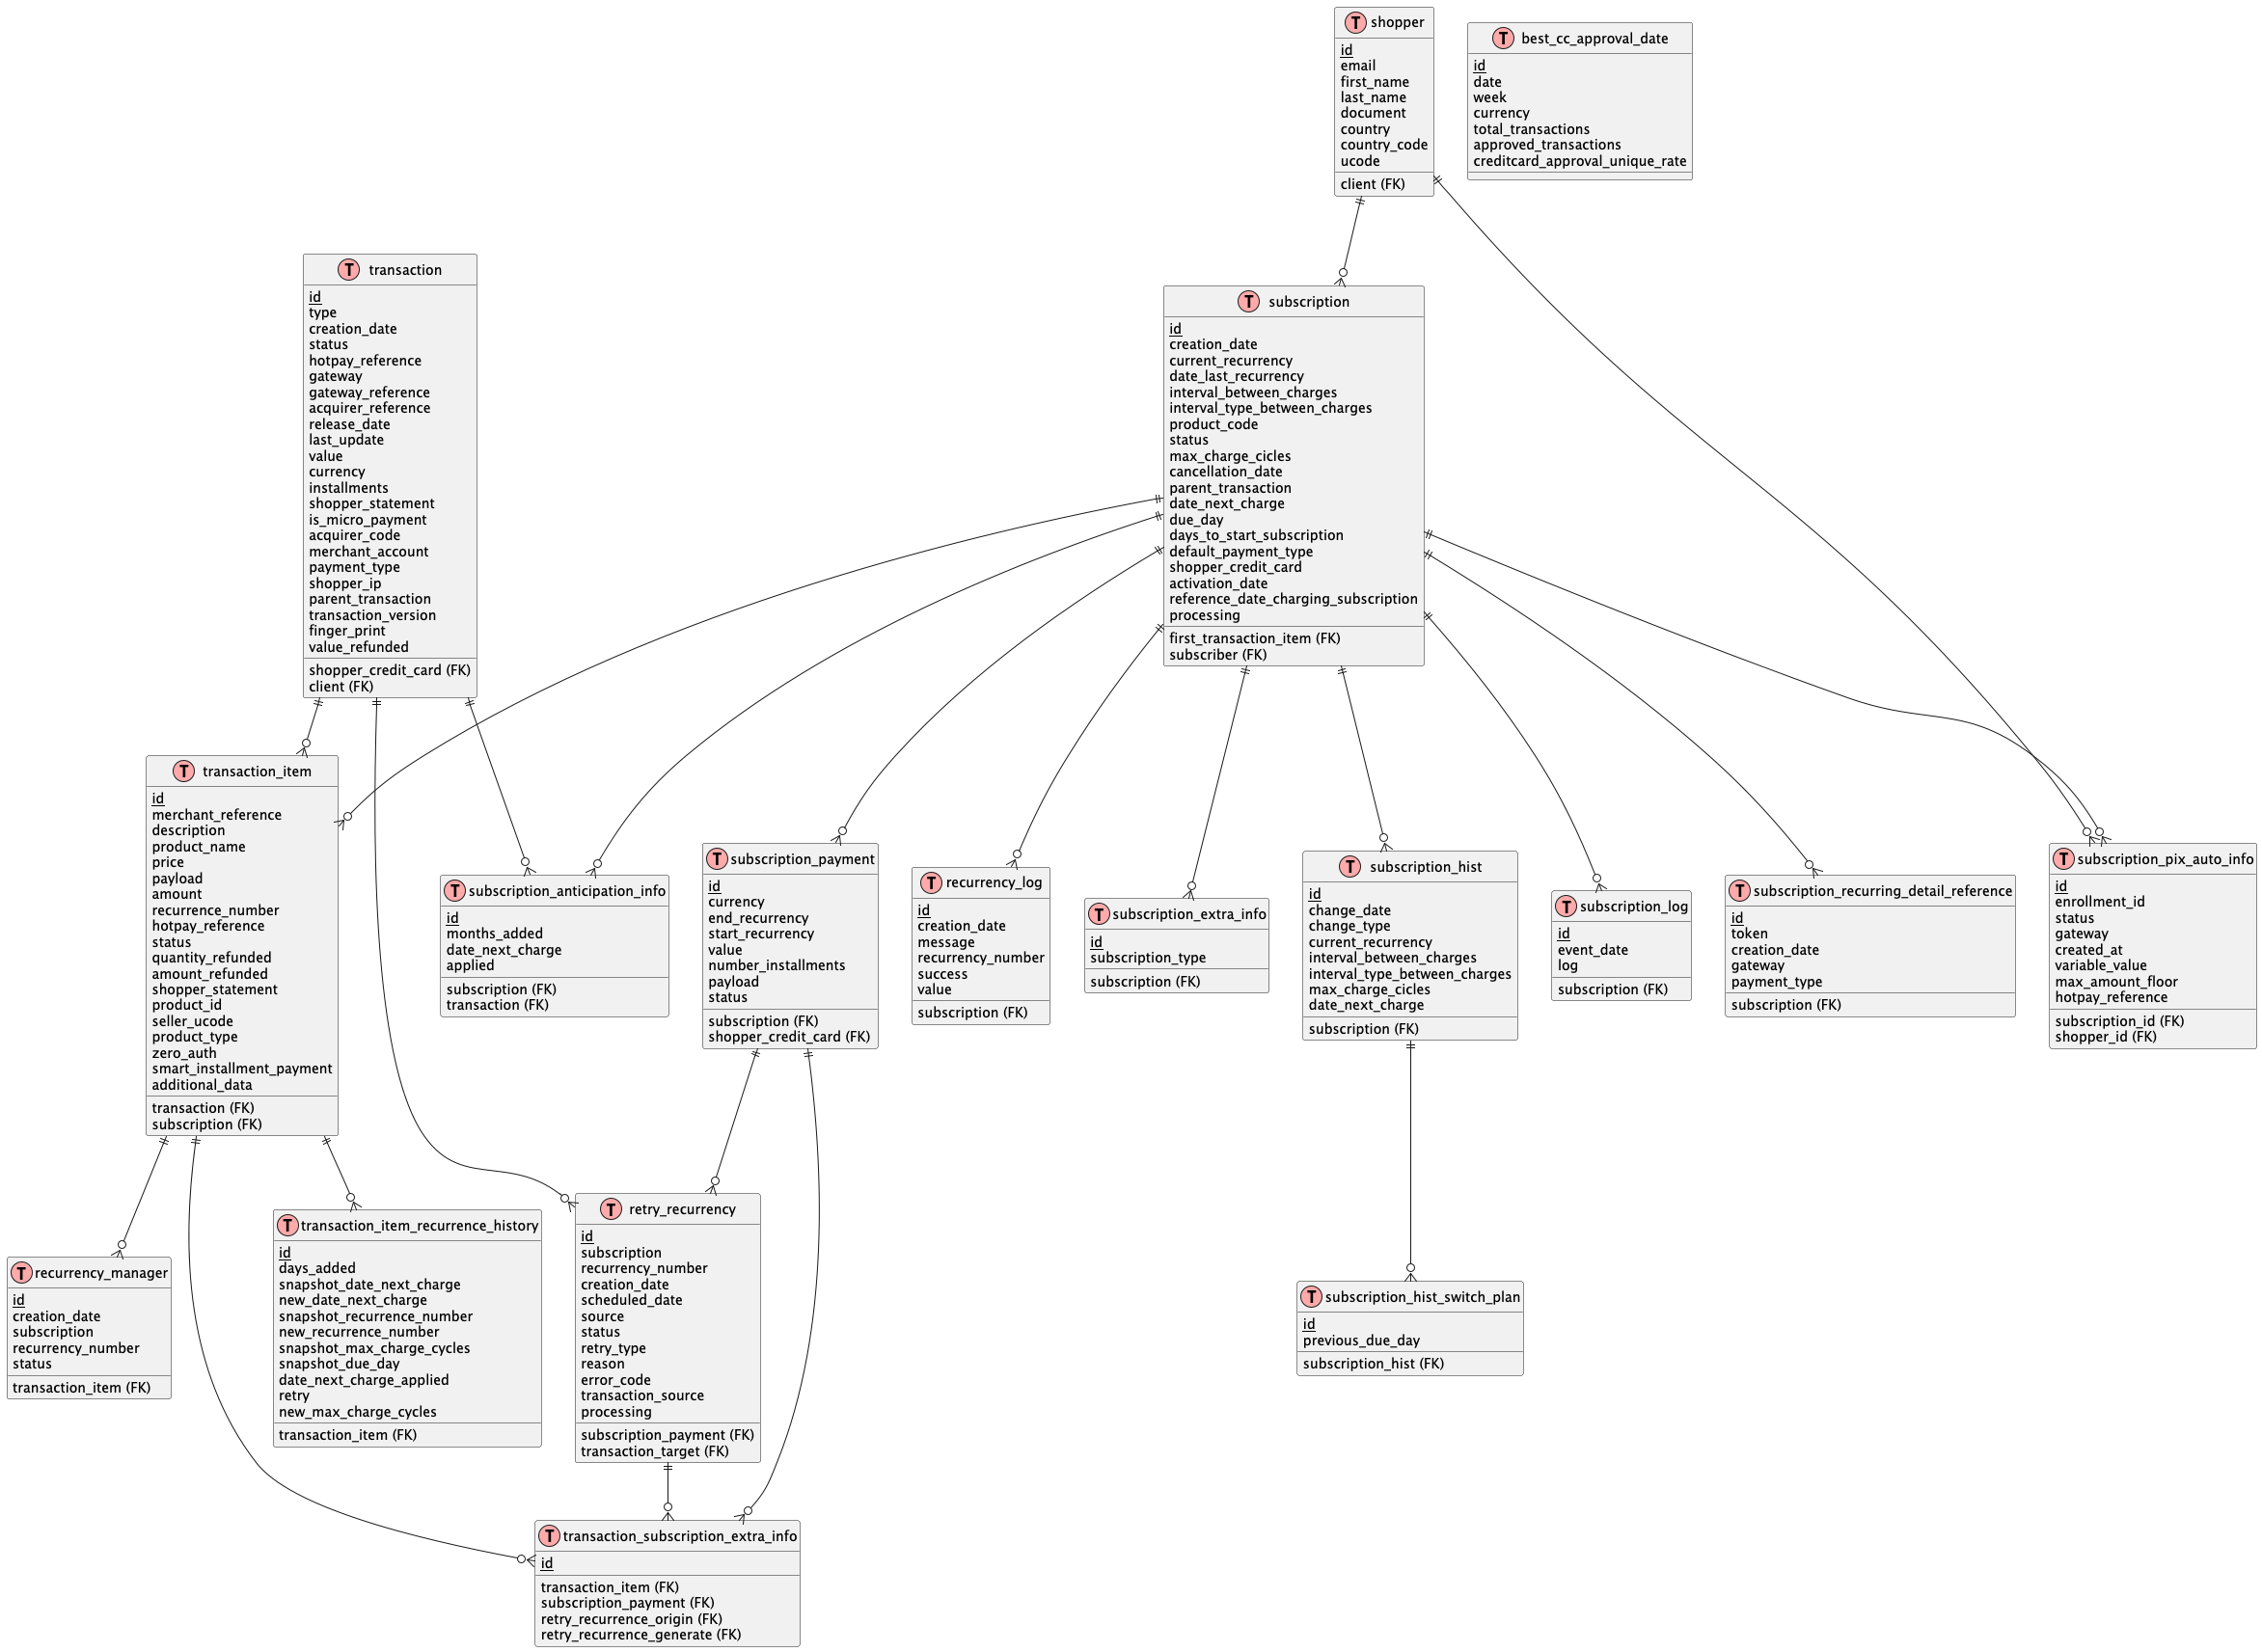 T shopper
id
email
first_name
last_name
document
country
country_code
ucode
client (FK)
T best_cc_approval_date
id
date
week
currency
total_transactions
approved_transactions
creditcard_approval_unique_rate
T transaction
id
type
creation_date
status
hotpay_reference
gateway
gateway_reference
acquirer_reference
release_date
last_update
value
currency
installments
shopper_statement
is_micro_payment
acquirer_code
merchant_account
payment_type
shopper_ip
parent_transaction
transaction_version
finger_print
value_refunded
shopper_credit_card (FK)
client (FK)
T subscription
id
creation_date
current_recurrency
date_last_recurrency
interval_between_charges
interval_type_between_charges
product_code
status
max_charge_cicles
cancellation_date
parent_transaction
date_next_charge
due_day
days_to_start_subscription
default_payment_type
shopper_credit_card
activation_date
reference_date_charging_subscription
processing
first_transaction_item (FK)
subscriber (FK)
T transaction_item
id
merchant_reference
description
product_name
price
payload
amount
recurrence_number
hotpay_reference
status
quantity_refunded
amount_refunded
shopper_statement
product_id
seller_ucode
product_type
zero_auth
smart_installment_payment
additional_data
transaction (FK)
subscription (FK)
T subscription_anticipation_info
id
months_added
date_next_charge
applied
subscription (FK)
transaction (FK)
T subscription_payment
id
currency
end_recurrency
start_recurrency
value
number_installments
payload
status
subscription (FK)
shopper_credit_card (FK)
T recurrency_log
id
creation_date
message
recurrency_number
success
value
subscription (FK)
T subscription_extra_info
id
subscription_type
subscription (FK)
T subscription_hist
id
change_date
change_type
current_recurrency
interval_between_charges
interval_type_between_charges
max_charge_cicles
date_next_charge
subscription (FK)
T subscription_log
id
event_date
log
subscription (FK)
T subscription_recurring_detail_reference
id
token
creation_date
gateway
payment_type
subscription (FK)
T subscription_pix_auto_info
id
enrollment_id
status
gateway
created_at
variable_value
max_amount_floor
hotpay_reference
subscription_id (FK)
shopper_id (FK)
T recurrency_manager
id
creation_date
subscription
recurrency_number
status
transaction_item (FK)
T transaction_item_recurrence_history
id
days_added
snapshot_date_next_charge
new_date_next_charge
snapshot_recurrence_number
new_recurrence_number
snapshot_max_charge_cycles
snapshot_due_day
date_next_charge_applied
retry
new_max_charge_cycles
transaction_item (FK)
T retry_recurrency
id
subscription
recurrency_number
creation_date
scheduled_date
source
status
retry_type
reason
error_code
transaction_source
processing
subscription_payment (FK)
transaction_target (FK)
T subscription_hist_switch_plan
id
previous_due_day
subscription_hist (FK)
T transaction_subscription_extra_info
id
transaction_item (FK)
subscription_payment (FK)
retry_recurrence_origin (FK)
retry_recurrence_generate (FK)